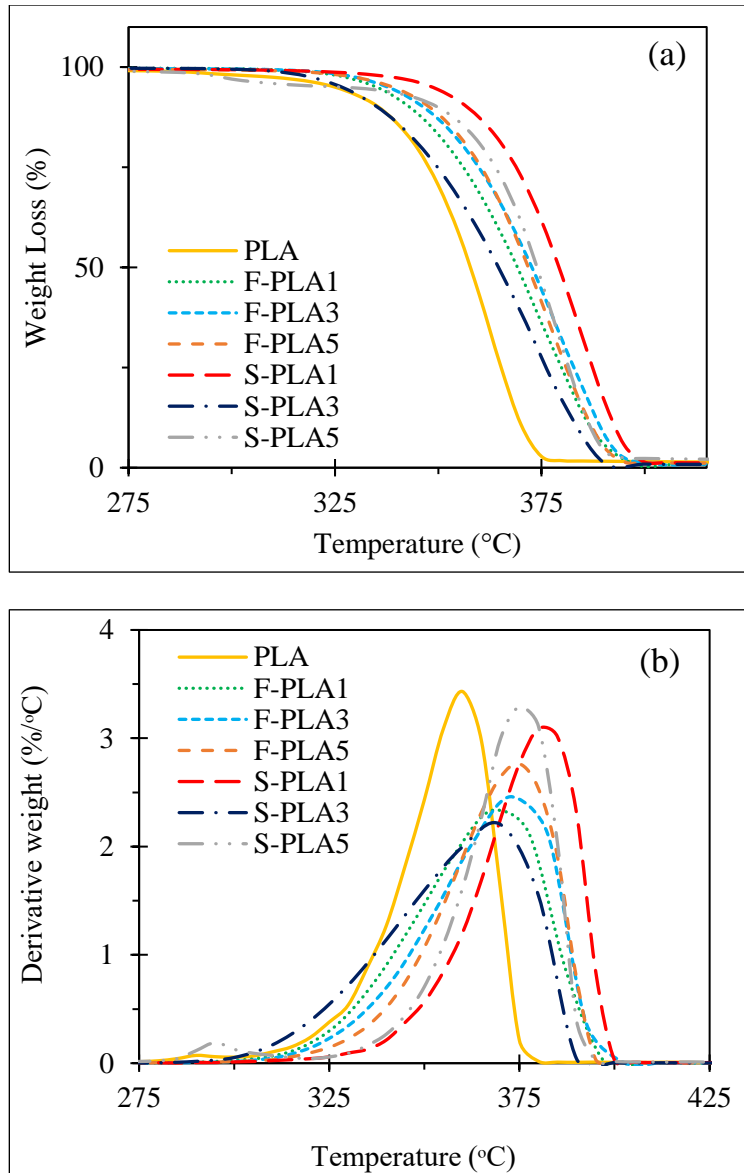 (a)
100
50
0
Weight Loss (%)
PLA
F-PLA1
F-PLA3
F-PLA5
S-PLA1
S-PLA3
S-PLA5
275 325 375
Temperature (°C)
(b)
4
3
2
1
0
Derivative weight (%/°C)
PLA
F-PLA1
F-PLA3
F-PLA5
S-PLA1
S-PLA3
S-PLA5
275 325 375 425
Temperature (°C)